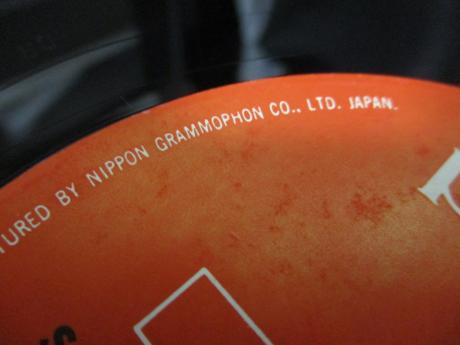 TURED BY NIPPON GRAMMOPHON CO., LTD. JAPAN.